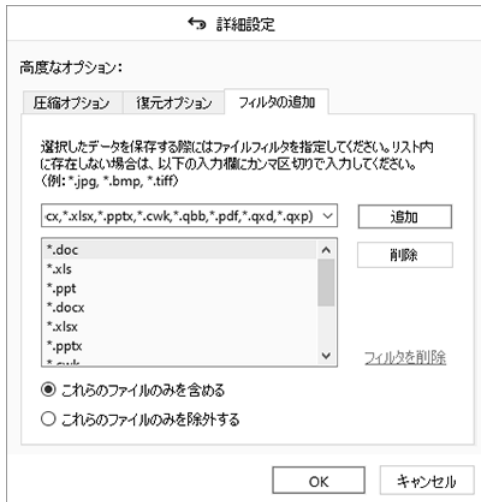 詳細設定
高度なオプション：
圧縮オプション 復元オプション フィルタの追加
選択したデータを保存する際にはファイルフィルタを指定してください。リスト内
に存在しない場合は、以下の入力欄にカンマ区切りで入力してください。
(例：*.jpg, *.bmp, *.tiff)
cx,*.xlsx,*.pptx,*.cwk,*.qbb,*.pdf,*.qxd,*.qxp) 追加
*.doc 削除
*.xls
*.ppt
*.docx
*.xlsx
*.pptx
*.cwk
フィルタを削除
これらのファイルのみを含める
これらのファイルのみを除外する
OK キャンセル